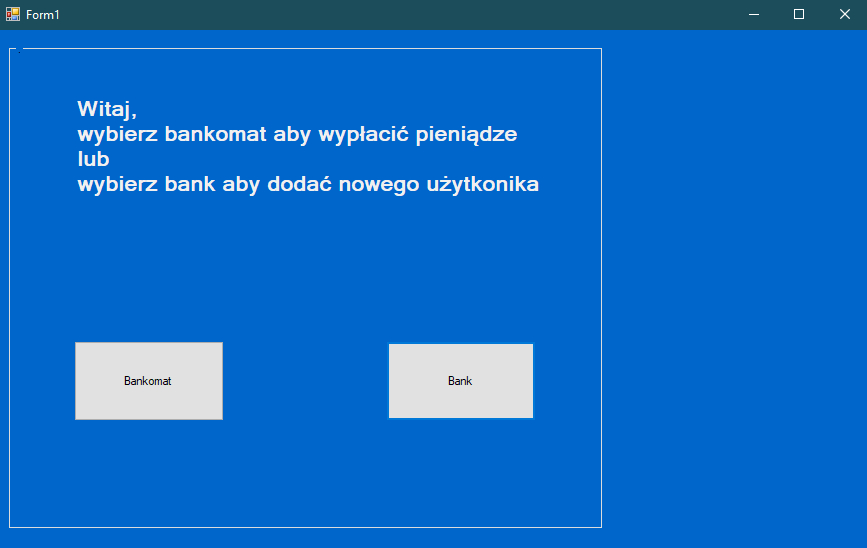 Form1
Witaj,
wybierz bankomat aby wypłacić pieniądze
lub
wybierz bank aby dodać nowego użytkonika
Bankomat
Bank